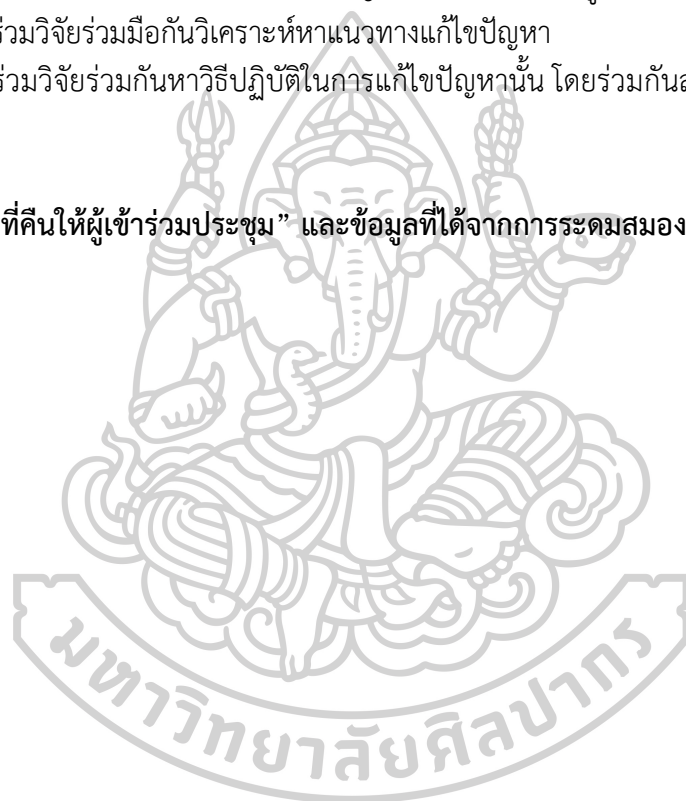 ร่วมวิจัยร่วมมือกันวิเคราะห์หาแนวทางแก้ไขปัญหา
ร่วมวิจัยร่วมกันหาวิธีปฏิบัติในการแก้ไขปัญหานั้น โดยร่วมกัน
ที่คืนให้ผู้เข้าร่วมประชุม” และข้อมูลที่ได้จากการระดมสมอง
มหาวิทยาลัยศิลปากร